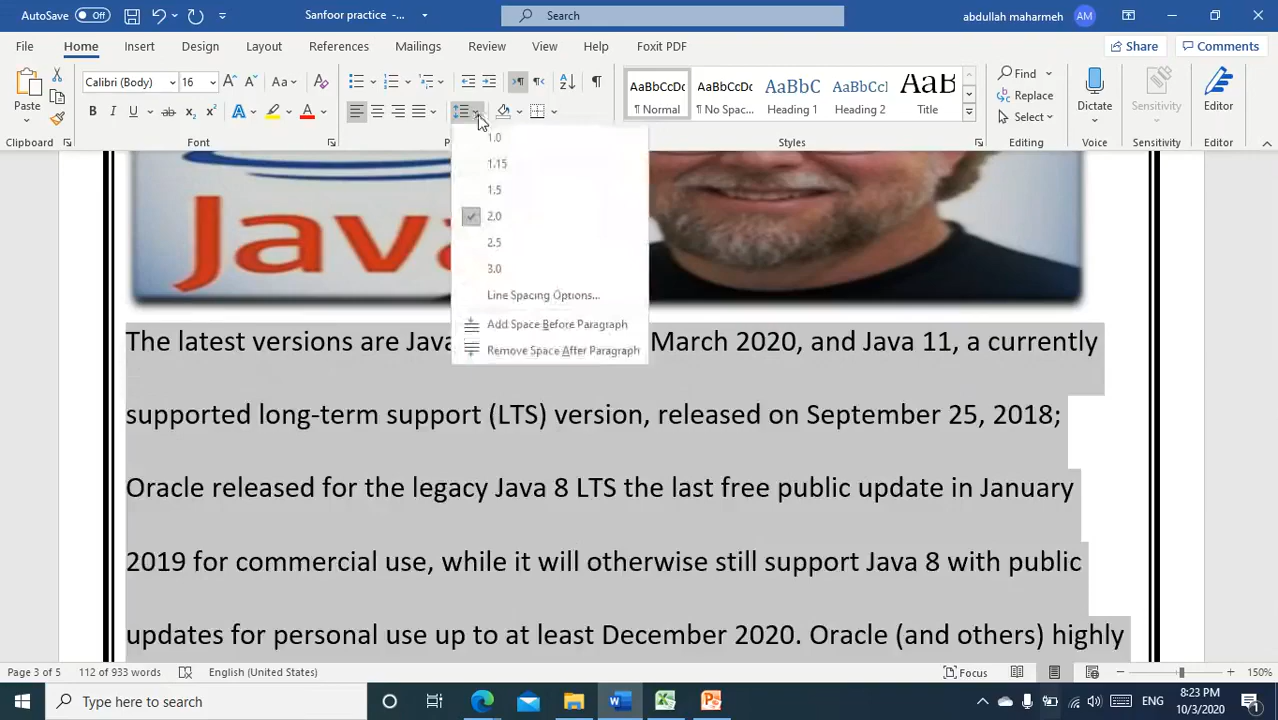 AutoSave Off Sanfoor practice -... Search abdullah maharmeh AM
File Home Insert Design Layout References Mailings Review View Help Foxit PDF Share Comments
Calibri (Body) 16 Aa AaBbCcDc AaBbCcDc AaBbC AaBbCcD AaB Find
Paste ¶ Normal ¶ No Spac... Heading 1 Heading 2 Title Replace Dictate Sensitivity Editor
B I U ab x x A A Select
Clipboard Font Styles Editing Voice Sensitivity Editor
1.0
1.15
1.5
2.0
2.5
3.0
Line Spacing Options...
Add Space Before Paragraph
Remove Space After Paragraph
Java
The latest versions are Java March 2020, and Java 11, a currently
supported long-term support (LTS) version, released on September 25, 2018;
Oracle released for the legacy Java 8 LTS the last free public update in January
2019 for commercial use, while it will otherwise still support Java 8 with public
updates for personal use up to at least December 2020. Oracle (and others) highly
Page 3 of 5 112 of 933 words English (United States) Focus 150%
Type here to search ENG 8:23 PM
10/3/2020